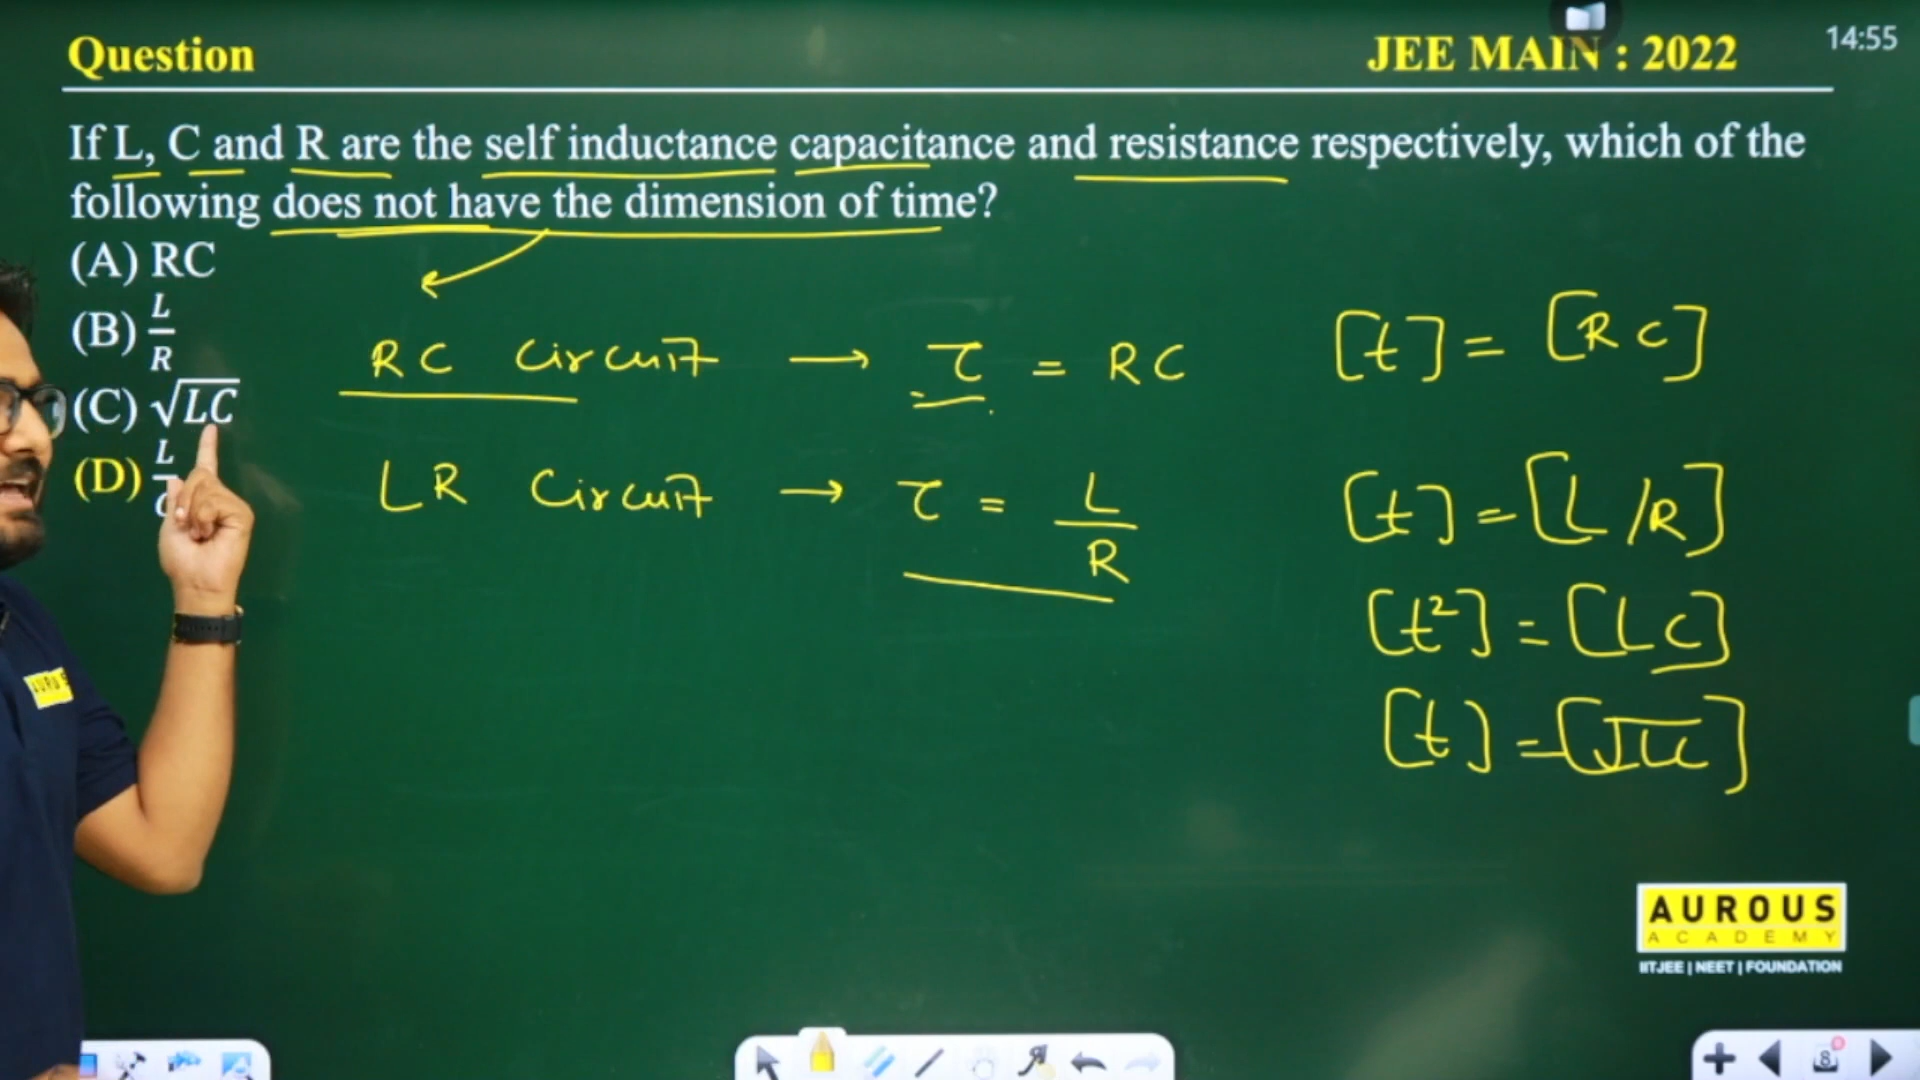 14:55
Question
JEE MAIN : 2022
If L, C and R are the self inductance capacitance and resistance respectively, which of the
following does not have the dimension of time?
(A) RC
(B) L/R
(C) √LC
(D) L/C
RC circuit → τ = RC
[t] = [RC]
LR circuit → τ = L/R
[t] = [L/R]
[t²] = [LC]
[t] = [√LC]
AUROUS
ACADEMY
IITJEE | NEET | FOUNDATION
8